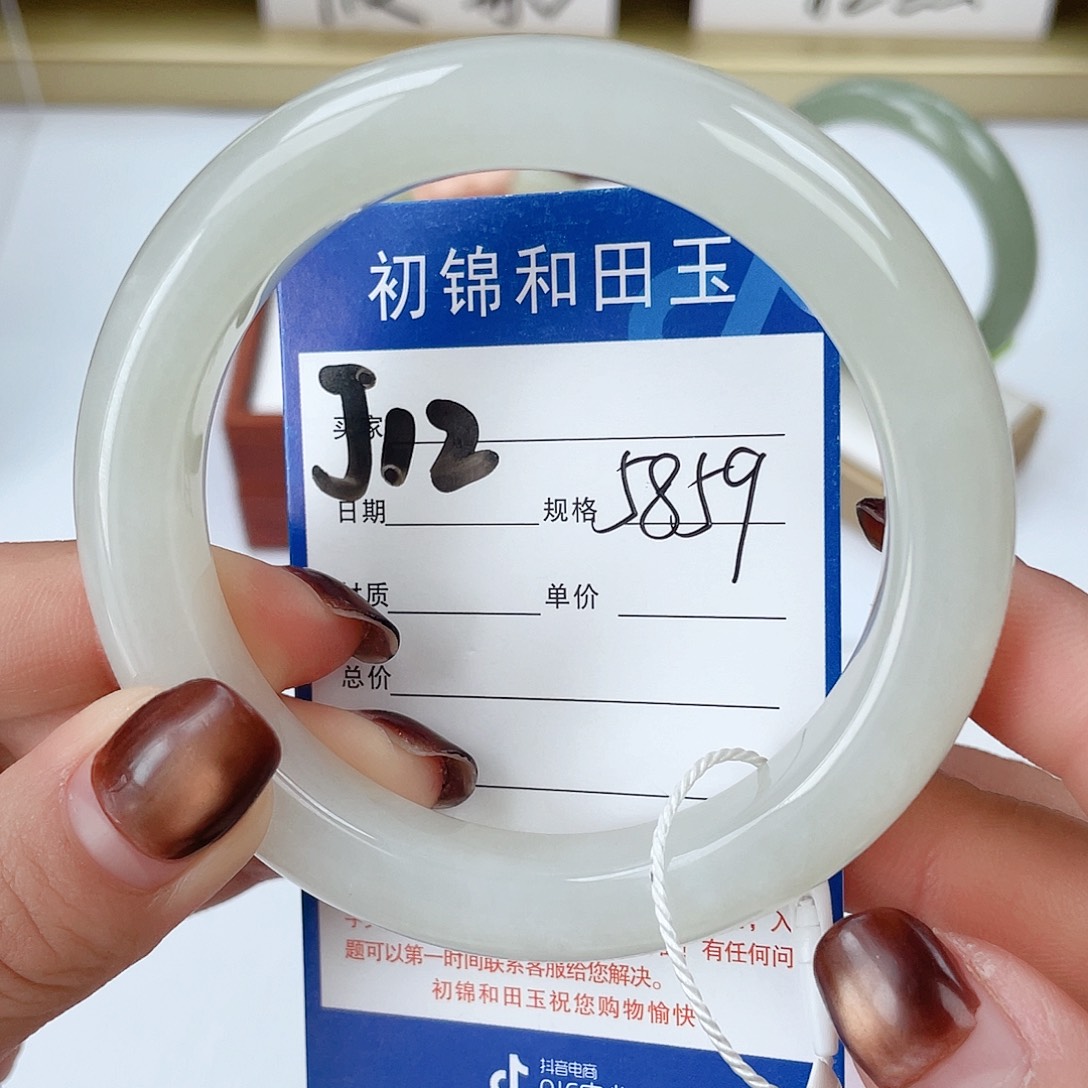 初锦和田玉
J12
买家
日期 规格 5859
材质 单价
总价
题可以第一时间联系客服给您解决。 有任何问
初锦和田玉祝您购物愉快
抖音电商